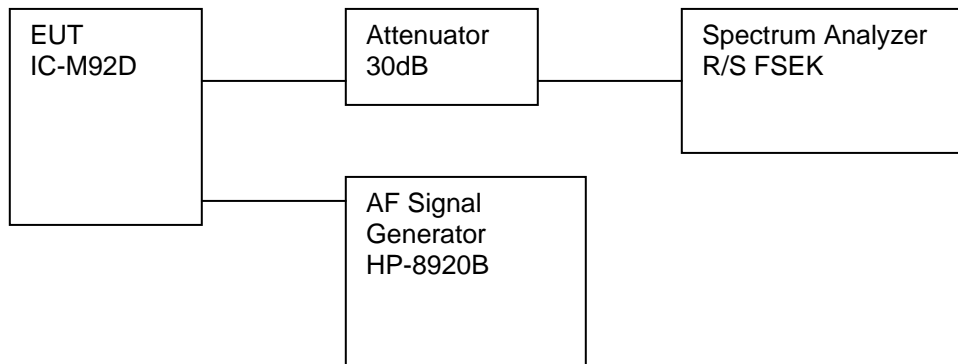 EUT
IC-M92D
Attenuator
30dB
Spectrum Analyzer
R/S FSEK
AF Signal
Generator
HP-8920B